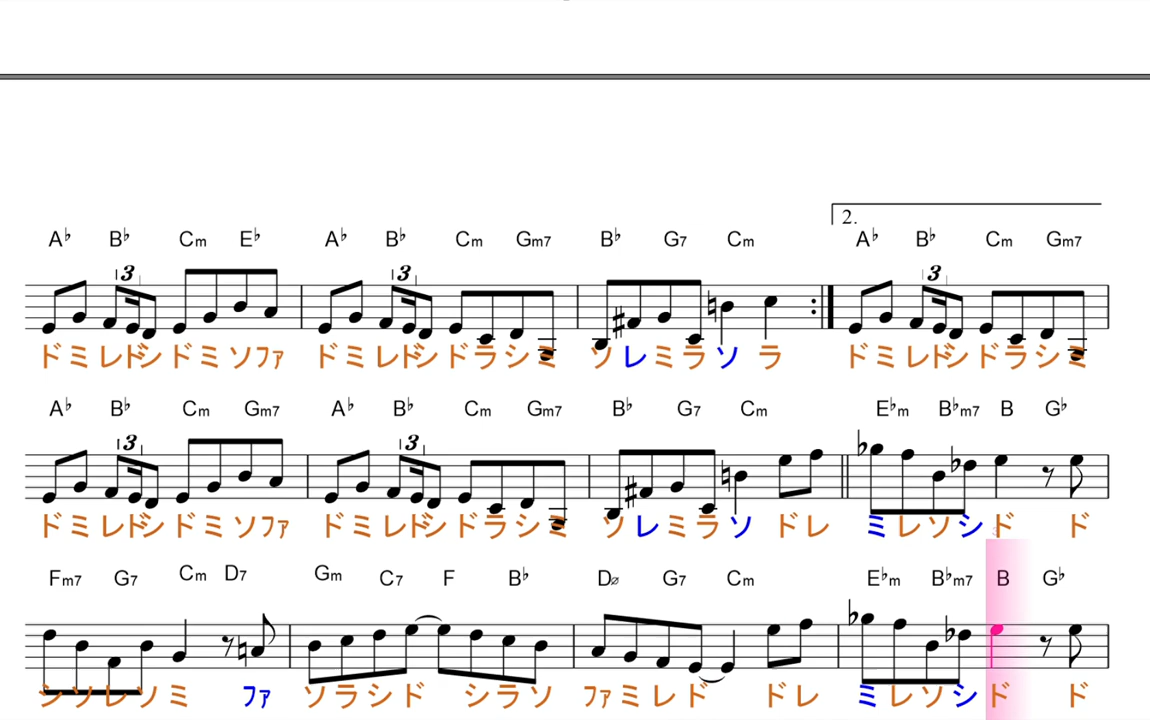 2.
A♭ B♭ Cm E♭ A♭ B♭ Cm Gm7 B♭ G7 Cm A♭ B♭ Cm Gm7
3 3 3
ドミレドシドミソファ ドミレドシドラシミ ソレミラソラ ドミレドシドラシミ
A♭ B♭ Cm Gm7 A♭ B♭ Cm Gm7 B♭ G7 Cm E♭m B♭m7 B G♭
3 3
ドミレドシドミソファ ドミレドシドラシミ ソレミラソドレ ミレソシド ド
Fm7 G7 Cm D7 Gm C7 F B♭ Dø G7 Cm E♭m B♭m7 B G♭
シソレソミ ファ ソラシド シラソ ファミレド ドレ ミレソシド ド